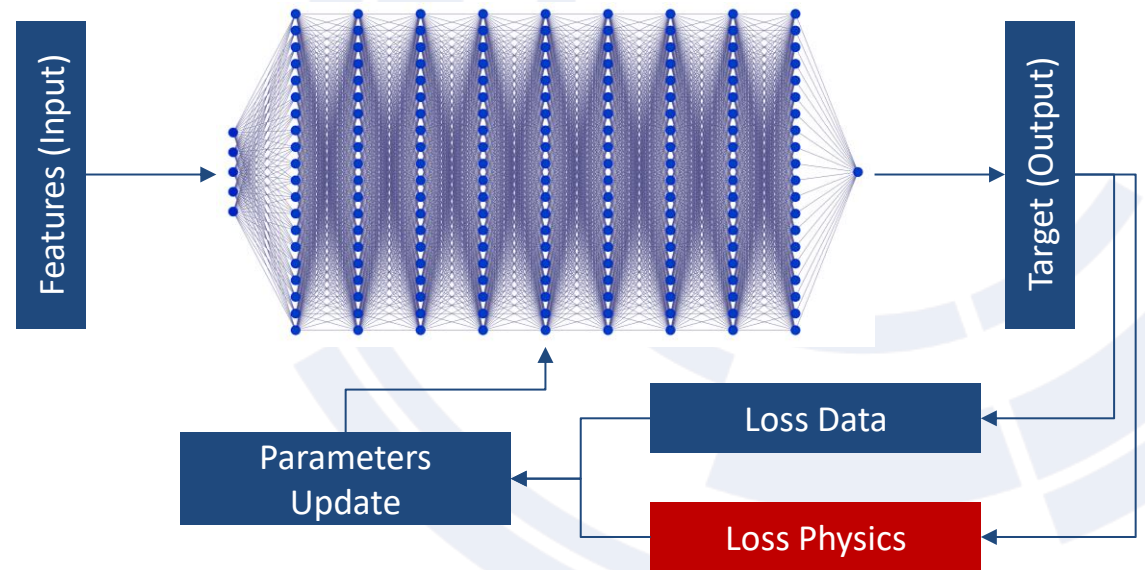 Features (Input)
Target (Output)
Loss Data
Parameters
Update
Loss Physics